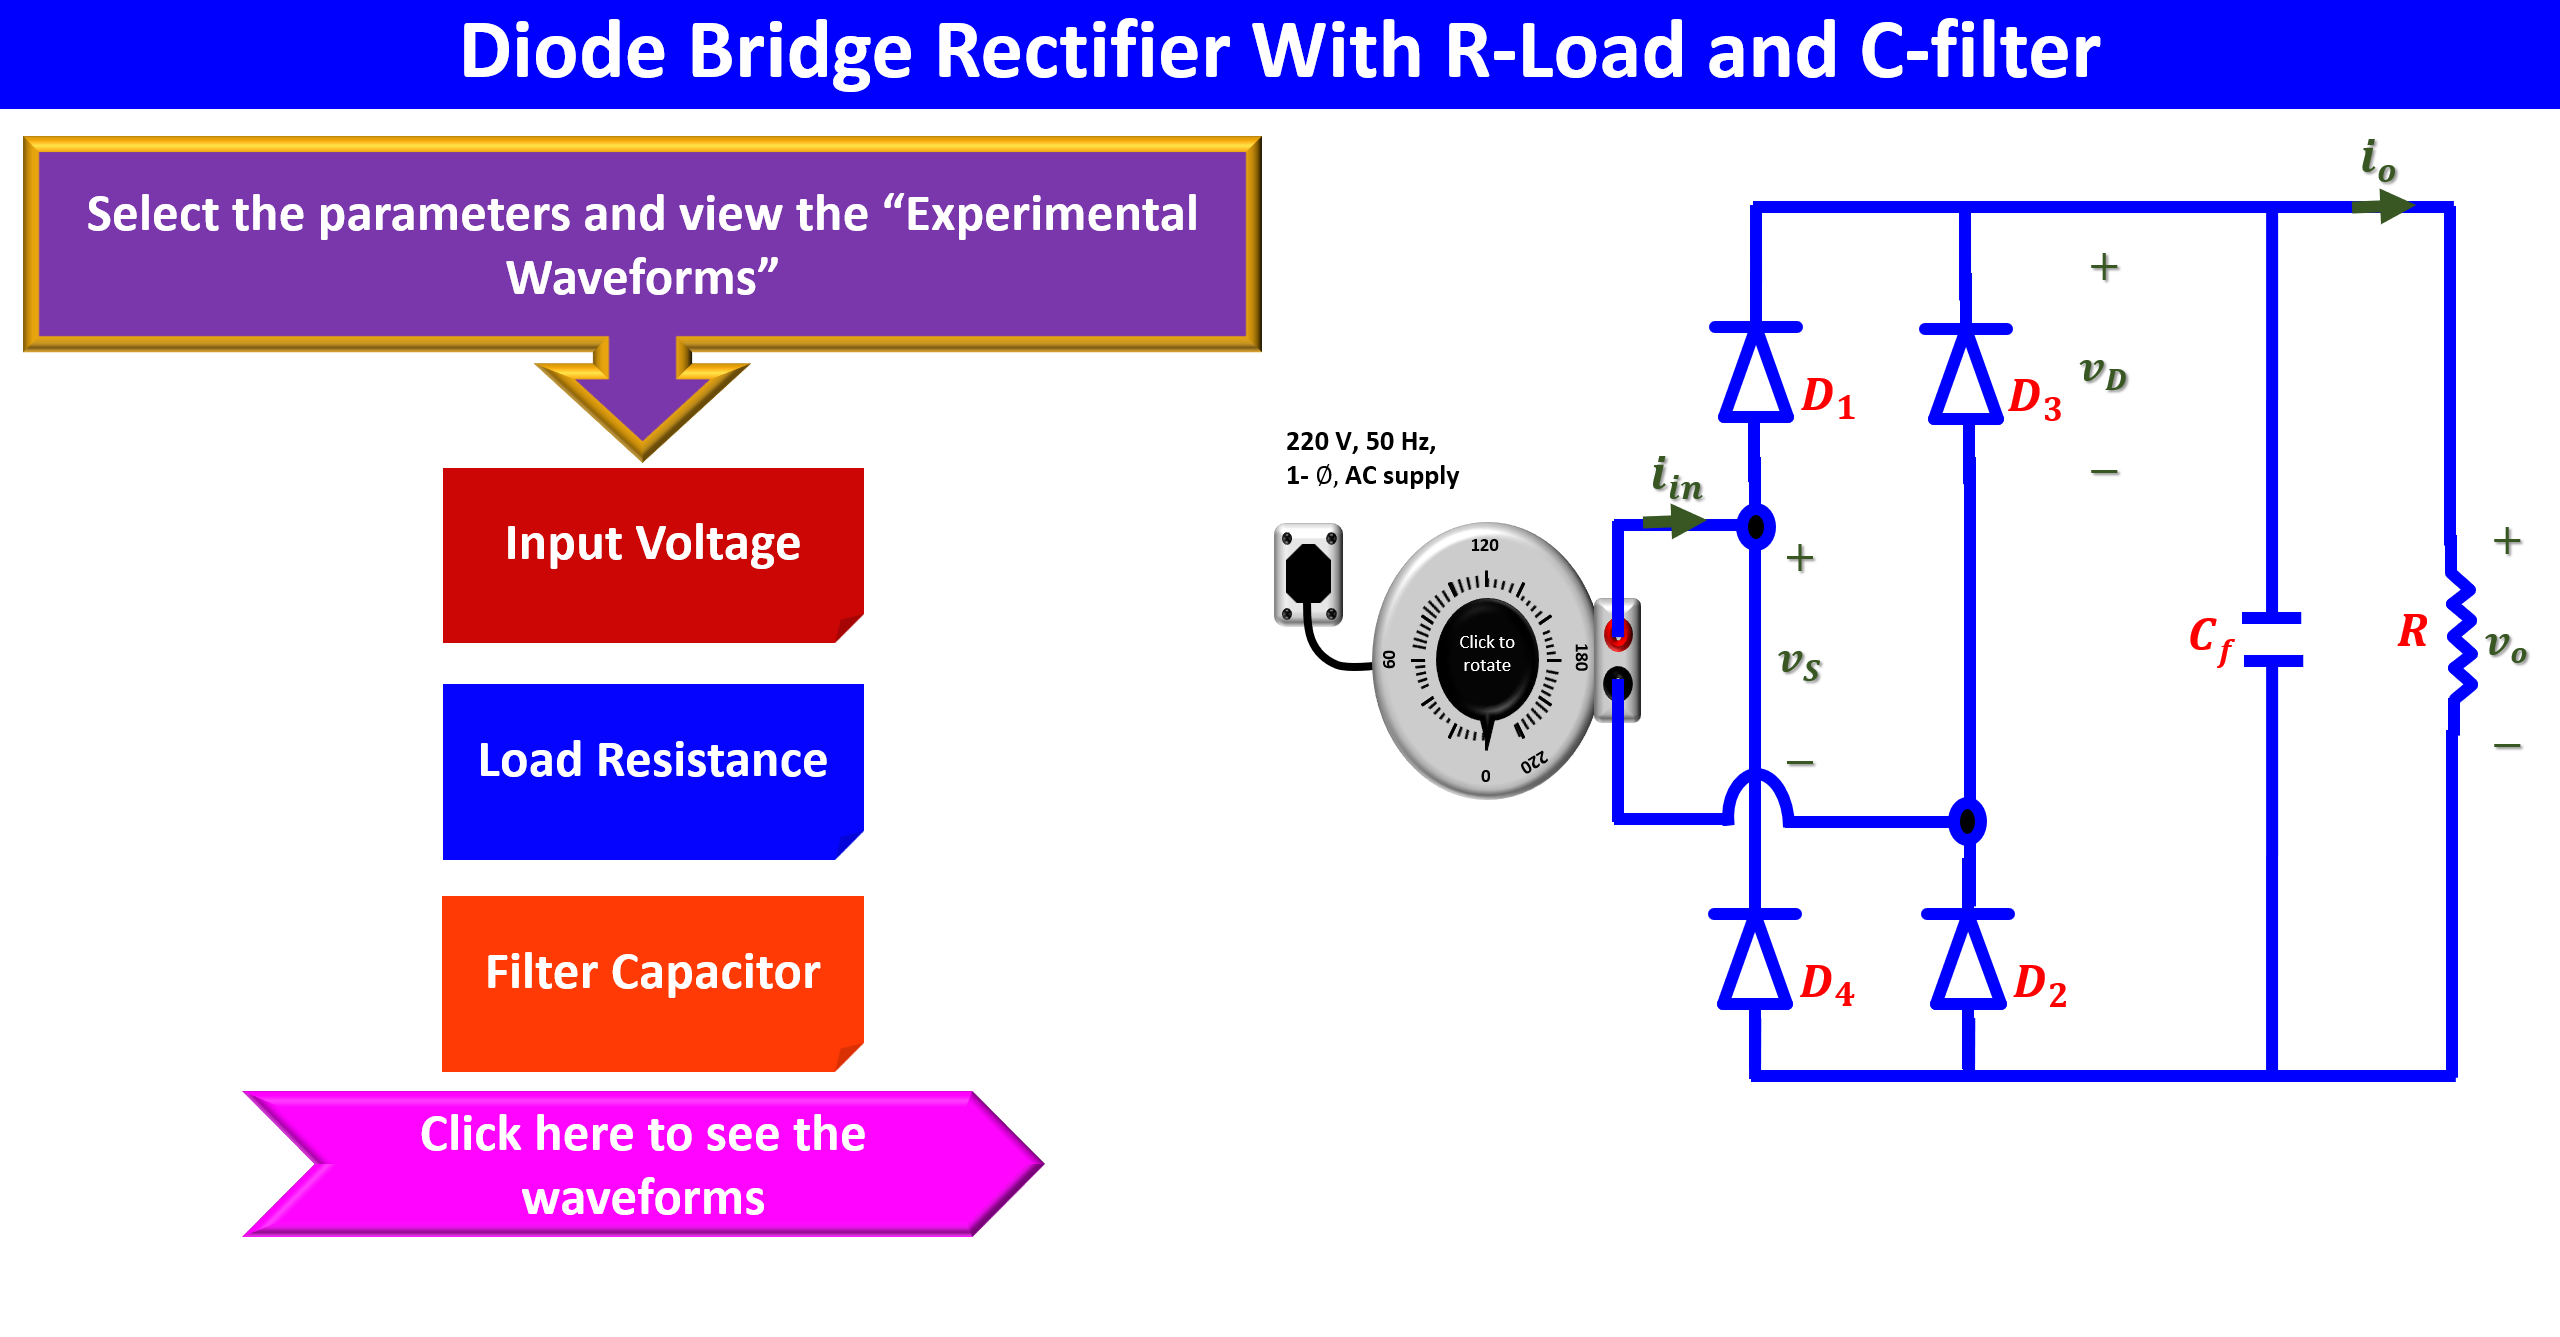 Diode Bridge Rectifier With R-Load and C-filter
Select the parameters and view the “Experimental
Waveforms”
Input Voltage
Load Resistance
Filter Capacitor
Click here to see the
waveforms
220 V, 50 Hz,
1- ∅, AC supply
120
60
180
220
0
Click to
rotate
i_in
i_o
D_1
D_3
+
v_D
−
+
v_S
−
C_f
R
+
v_o
−
D_4
D_2